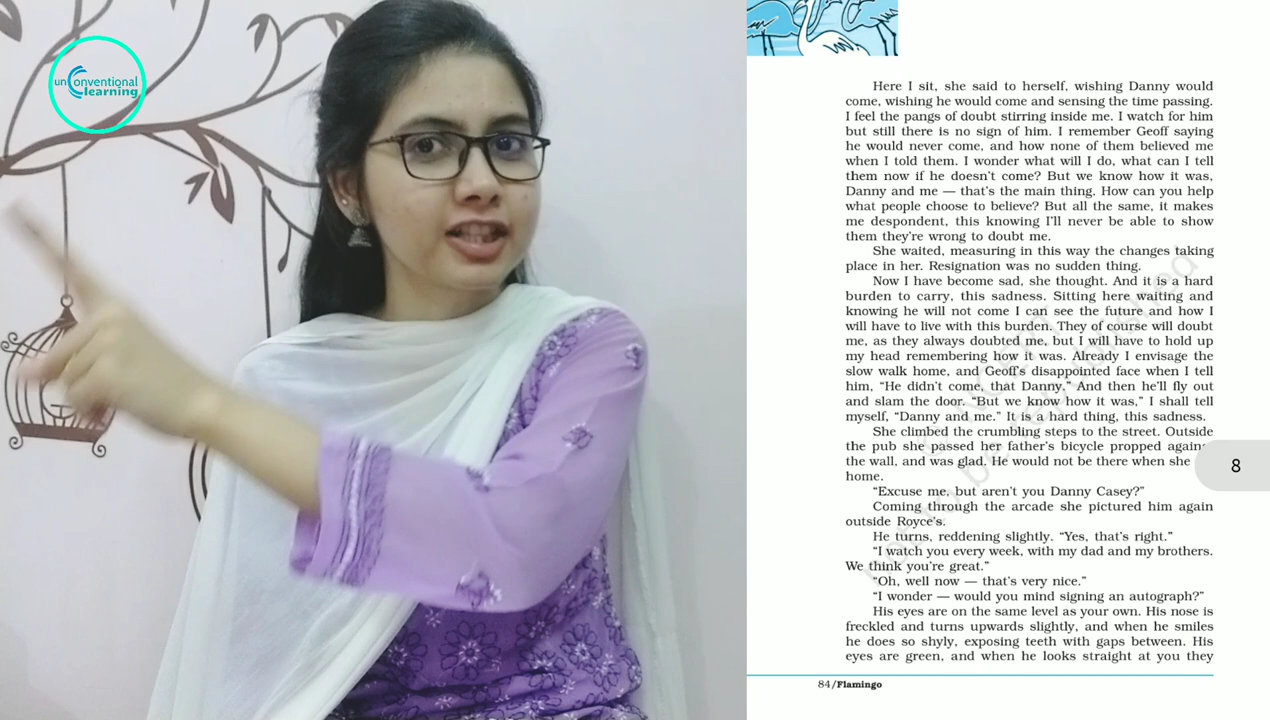 unConventional
learning
Here I sit, she said to herself, wishing Danny would
come, wishing he would come and sensing the time passing.
I feel the pangs of doubt stirring inside me. I watch for him
but still there is no sign of him. I remember Geoff saying
he would never come, and how none of them believed me
when I told them. I wonder what will I do, what can I tell
them now if he doesn't come? But we know how it was,
Danny and me — that's the main thing. How can you help
what people choose to believe? But all the same, it makes
me despondent, this knowing I'll never be able to show
them they're wrong to doubt me.
She waited, measuring in this way the changes taking
place in her. Resignation was no sudden thing.
Now I have become sad, she thought. And it is a hard
burden to carry, this sadness. Sitting here waiting and
knowing he will not come I can see the future and how I
will have to live with this burden. They of course will doubt
me, as they always doubted me, but I will have to hold up
my head remembering how it was. Already I envisage the
slow walk home, and Geoff's disappointed face when I tell
him, “He didn't come, that Danny.” And then he'll fly out
and slam the door. “But we know how it was,” I shall tell
myself, “Danny and me.” It is a hard thing, this sadness.
She climbed the crumbling steps to the street. Outside
the pub she passed her father's bicycle propped
the wall, and was glad. He would not be there when she
home.
“Excuse me, but aren't you Danny Casey?”
Coming through the arcade she pictured him again
outside Royce's.
He turns, reddening slightly. “Yes, that's right.”
“I watch you every week, with my dad and my brothers.
We think you're great.”
“Oh, well now — that's very nice.”
“I wonder — would you mind signing an autograph?”
His eyes are on the same level as your own. His nose is
freckled and turns upwards slightly, and when he smiles
he does so shyly, exposing teeth with gaps between. His
eyes are green, and when he looks straight at you they
84/Flamingo
8